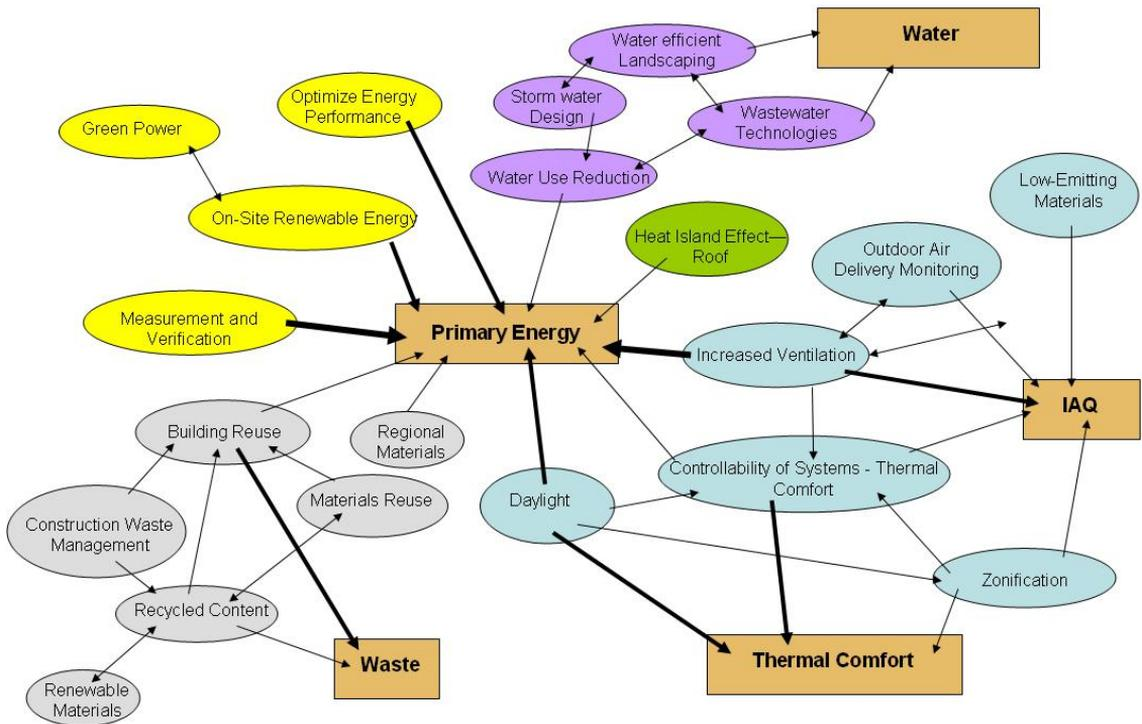 Water efficient
Landscaping
Water
Optimize Energy
Performance
Storm water
Design
Green Power
Wastewater
Technologies
Water Use Reduction
Low-Emitting
Materials
On-Site Renewable Energy
Heat Island Effect—
Roof
Outdoor Air
Delivery Monitoring
Measurement and
Verification
Primary Energy
Increased Ventilation
IAQ
Building Reuse
Regional
Materials
Controllability of Systems - Thermal
Comfort
Materials Reuse
Daylight
Construction Waste
Management
Zonification
Recycled Content
Waste
Thermal Comfort
Renewable
Materials